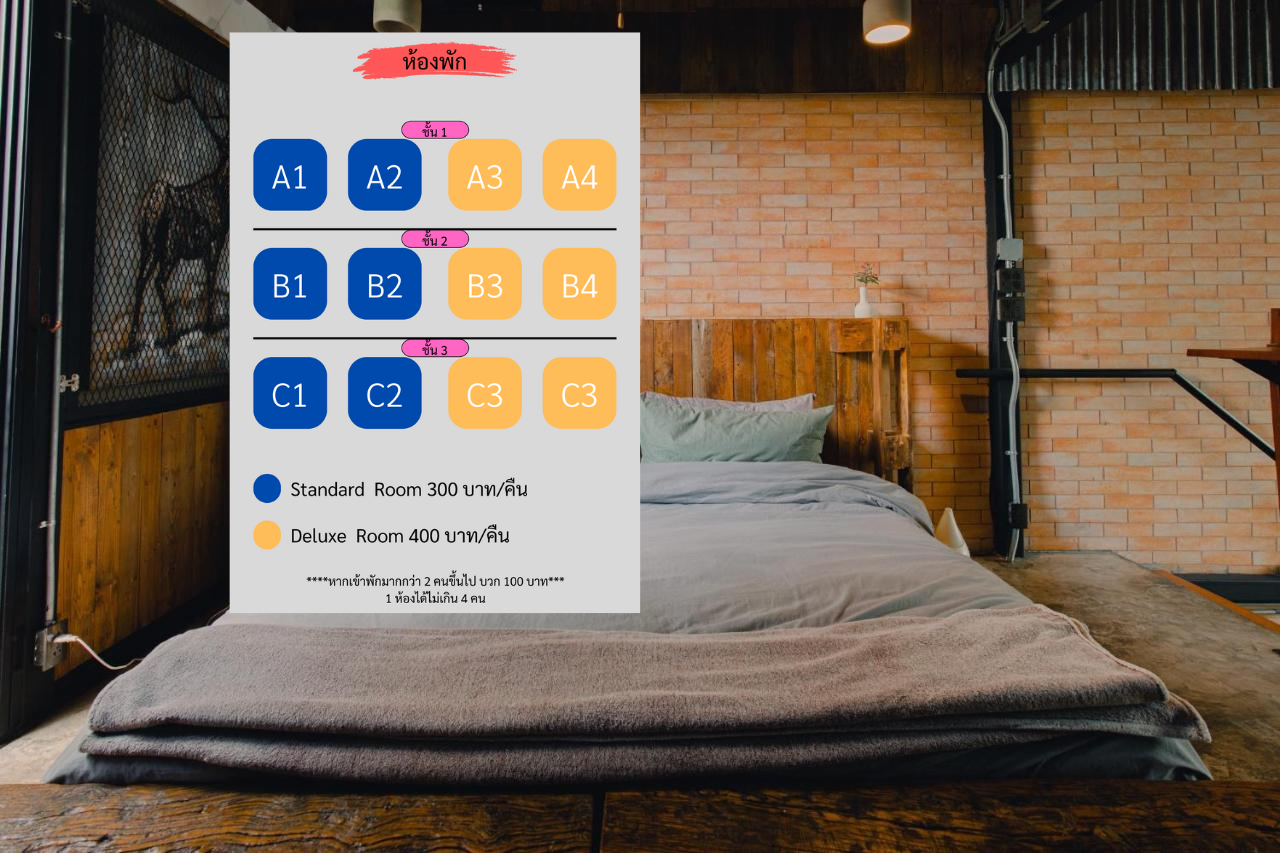 ห้องพัก
ชั้น 1
A1 A2 A3 A4
ชั้น 2
B1 B2 B3 B4
ชั้น 3
C1 C2 C3 C3
Standard Room 300 บาท/คืน
Deluxe Room 400 บาท/คืน
****หากเข้าพักมากกว่า 2 คนขึ้นไป บวก 100 บาท***
1 ห้องได้ไม่เกิน 4 คน